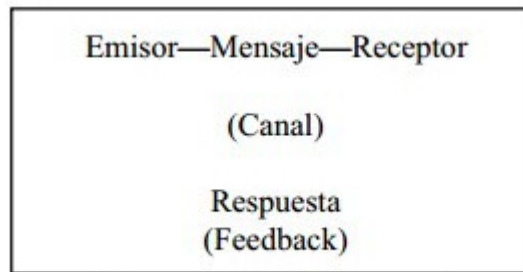 Emisor—Mensaje—Receptor
(Canal)
Respuesta
(Feedback)